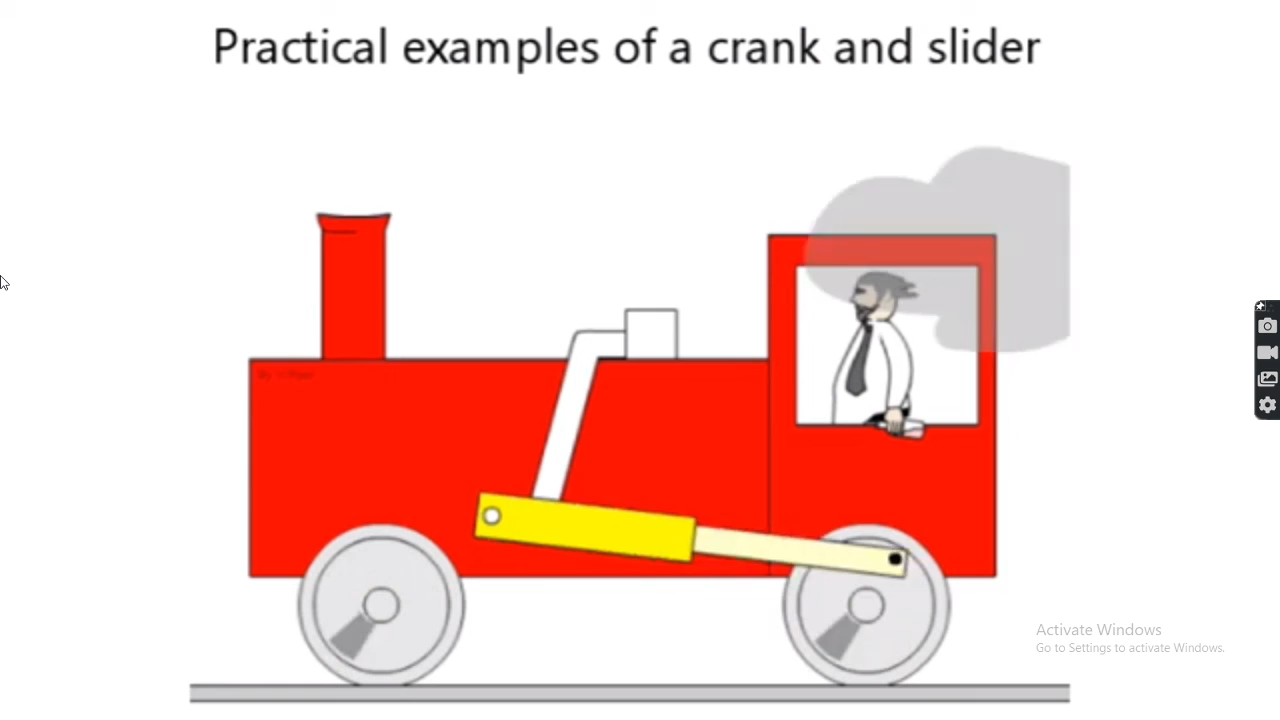 Practical examples of a crank and slider
Activate Windows
Go to Settings to activate Windows.